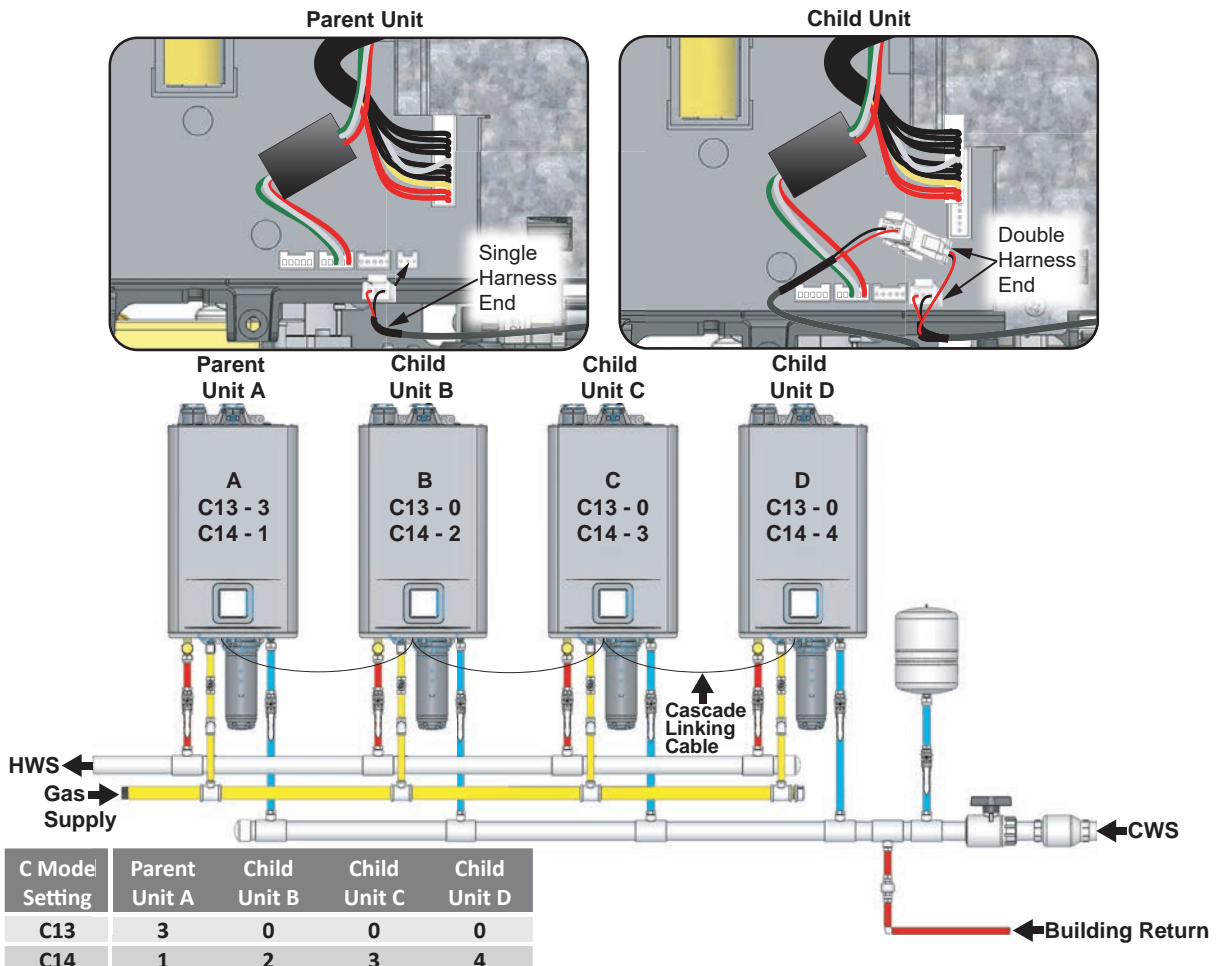 Parent Unit
Child Unit
Single
Harness
End
Double
Harness
End
Parent
Unit A
Child
Unit B
Child
Unit C
Child
Unit D
A
C13 - 3
C14 - 1
B
C13 - 0
C14 - 2
C
C13 - 0
C14 - 3
D
C13 - 0
C14 - 4
Cascade
Linking
Cable
HWS
Gas
Supply
CWS
Building Return
C Mode Setting Parent Unit A Child Unit B Child Unit C Child Unit D
C13 3 0 0 0
C14 1 2 3 4